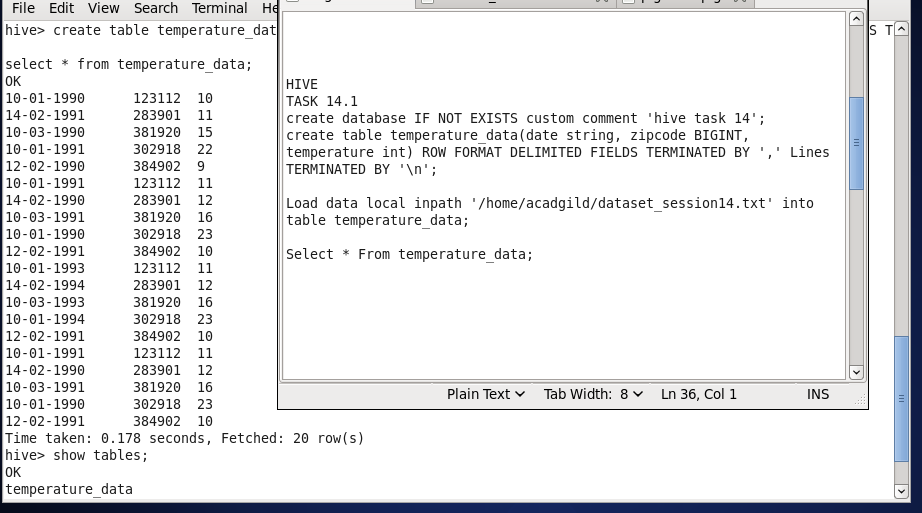 File Edit View Search Terminal He
hive> create table temperature_dat
S T
select * from temperature_data;
OK
10-01-1990 123112 10
14-02-1991 283901 11
10-03-1990 381920 15
10-01-1991 302918 22
12-02-1990 384902 9
10-01-1991 123112 11
14-02-1990 283901 12
10-03-1991 381920 16
10-01-1990 302918 23
12-02-1991 384902 10
10-01-1993 123112 11
14-02-1994 283901 12
10-03-1993 381920 16
10-01-1994 302918 23
12-02-1991 384902 10
10-01-1991 123112 11
14-02-1990 283901 12
10-03-1991 381920 16
10-01-1990 302918 23
12-02-1991 384902 10
Time taken: 0.178 seconds, Fetched: 20 row(s)
hive> show tables;
OK
temperature_data
HIVE
TASK 14.1
create database IF NOT EXISTS custom comment 'hive task 14';
create table temperature_data(date string, zipcode BIGINT,
temperature int) ROW FORMAT DELIMITED FIELDS TERMINATED BY ',' Lines
TERMINATED BY '\n';
Load data local inpath '/home/acadgild/dataset_session14.txt' into
table temperature_data;
Select * From temperature_data;
Plain Text Tab Width: 8 Ln 36, Col 1 INS